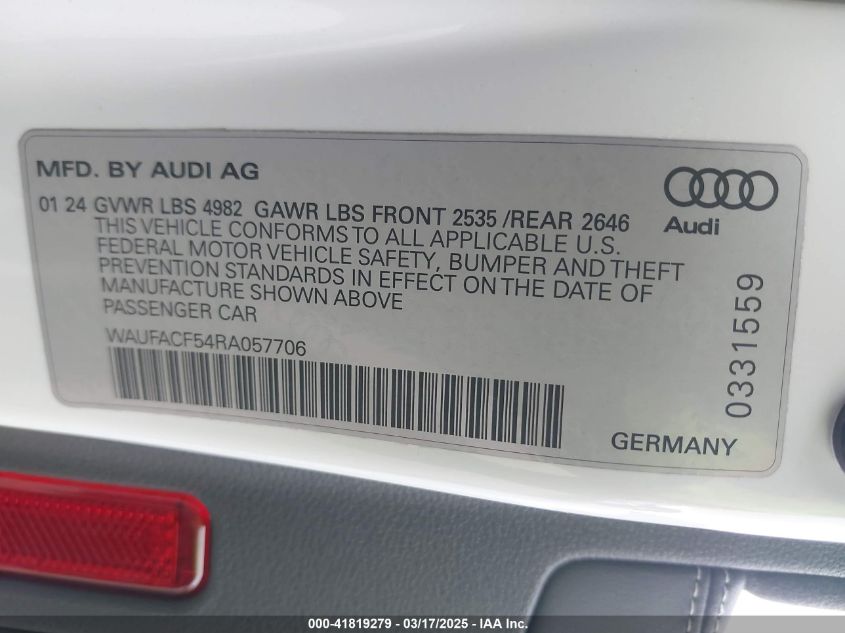 MFD. BY AUDI AG
01 24 GVWR LBS 4982 GAWR LBS FRONT 2535 /REAR 2646
THIS VEHICLE CONFORMS TO ALL APPLICABLE U.S.
FEDERAL MOTOR VEHICLE SAFETY, BUMPER AND THEFT
PREVENTION STANDARDS IN EFFECT ON THE DATE OF
MANUFACTURE SHOWN ABOVE
PASSENGER CAR
WAUFACF54RA057706
Audi
0331559
GERMANY
000-41819279 - 03/17/2025 - IAA Inc.